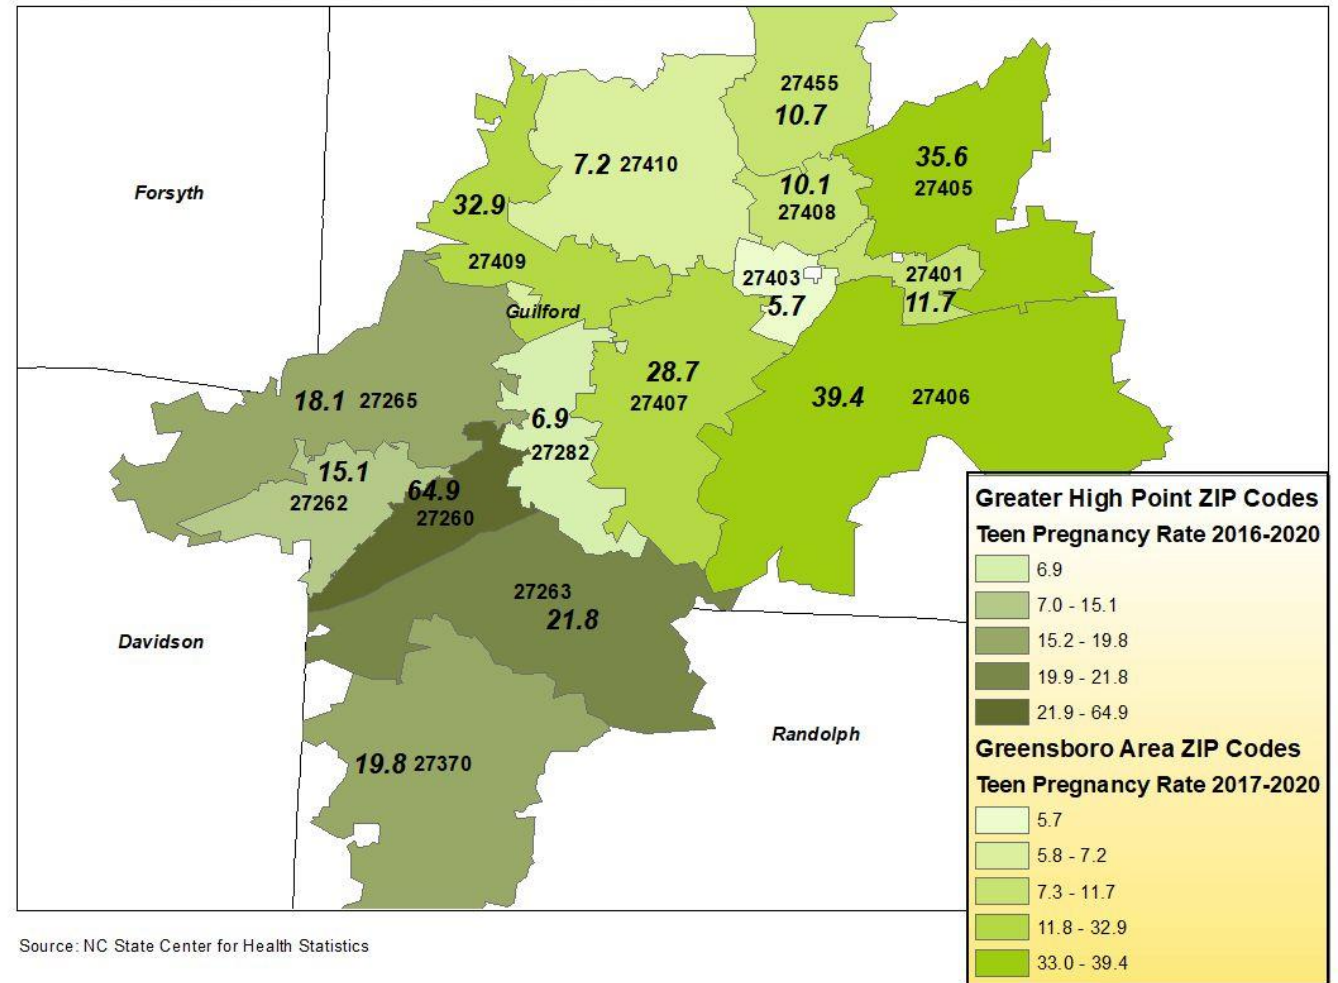 27455
10.7
35.6
27405
7.2 27410
10.1
27408
Forsyth
32.9
27409
27403
5.7
27401
11.7
Guilford
28.7
27407
39.4 27406
18.1 27265
6.9
27282
15.1
27262
64.9
27260
27263
21.8
Davidson
Randolph
19.8 27370
Greater High Point ZIP Codes
Teen Pregnancy Rate 2016-2020
6.9
7.0 - 15.1
15.2 - 19.8
19.9 - 21.8
21.9 - 64.9
Greensboro Area ZIP Codes
Teen Pregnancy Rate 2017-2020
5.7
5.8 - 7.2
7.3 - 11.7
11.8 - 32.9
33.0 - 39.4
Source: NC State Center for Health Statistics